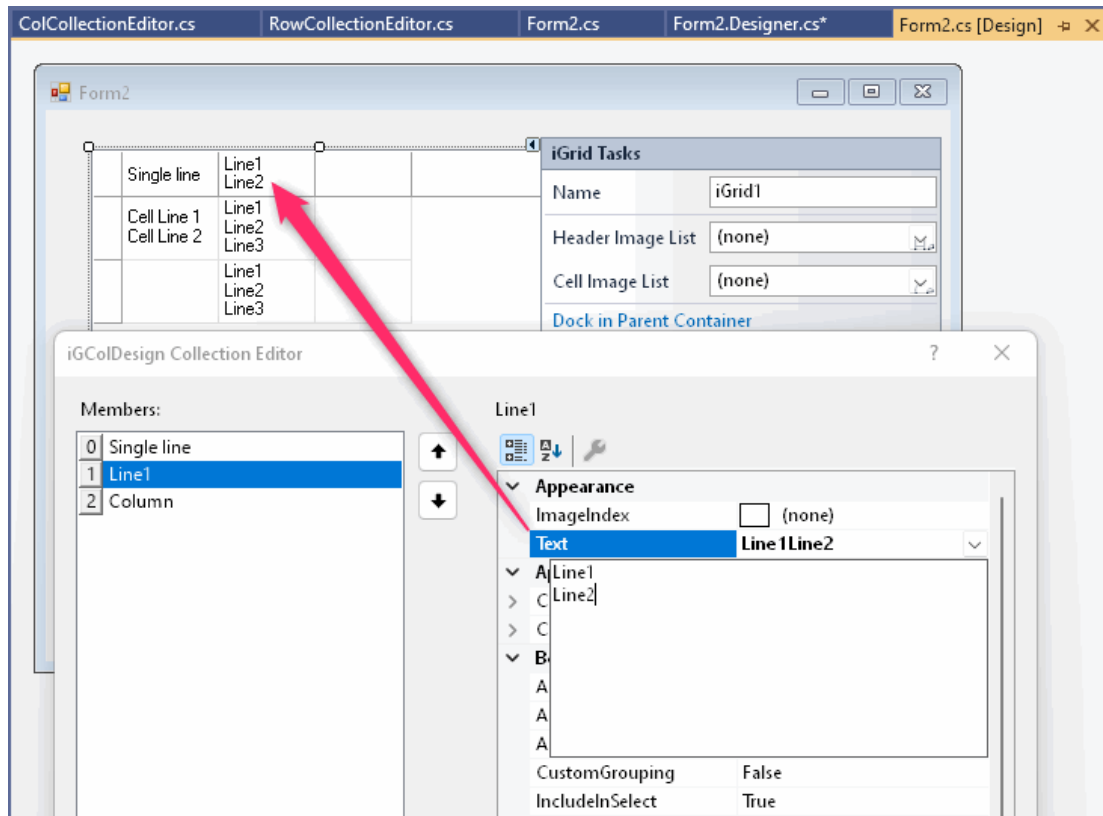 ColCollectionEditor.cs RowCollectionEditor.cs Form2.cs Form2.Designer.cs* Form2.cs [Design]
Form2
Single line
Line1
Line2
Cell Line 1
Cell Line 2
Line1
Line2
Line3
Line1
Line2
Line3
iGrid Tasks
Name iGrid1
Header Image List (none)
Cell Image List (none)
Dock in Parent Container
iGColDesign Collection Editor ?
Members:
0 Single line
1 Line1
2 Column
Line1
Appearance
ImageIndex (none)
Text Line1Line2
Line1
Line2
CustomGrouping False
IncludeInSelect True